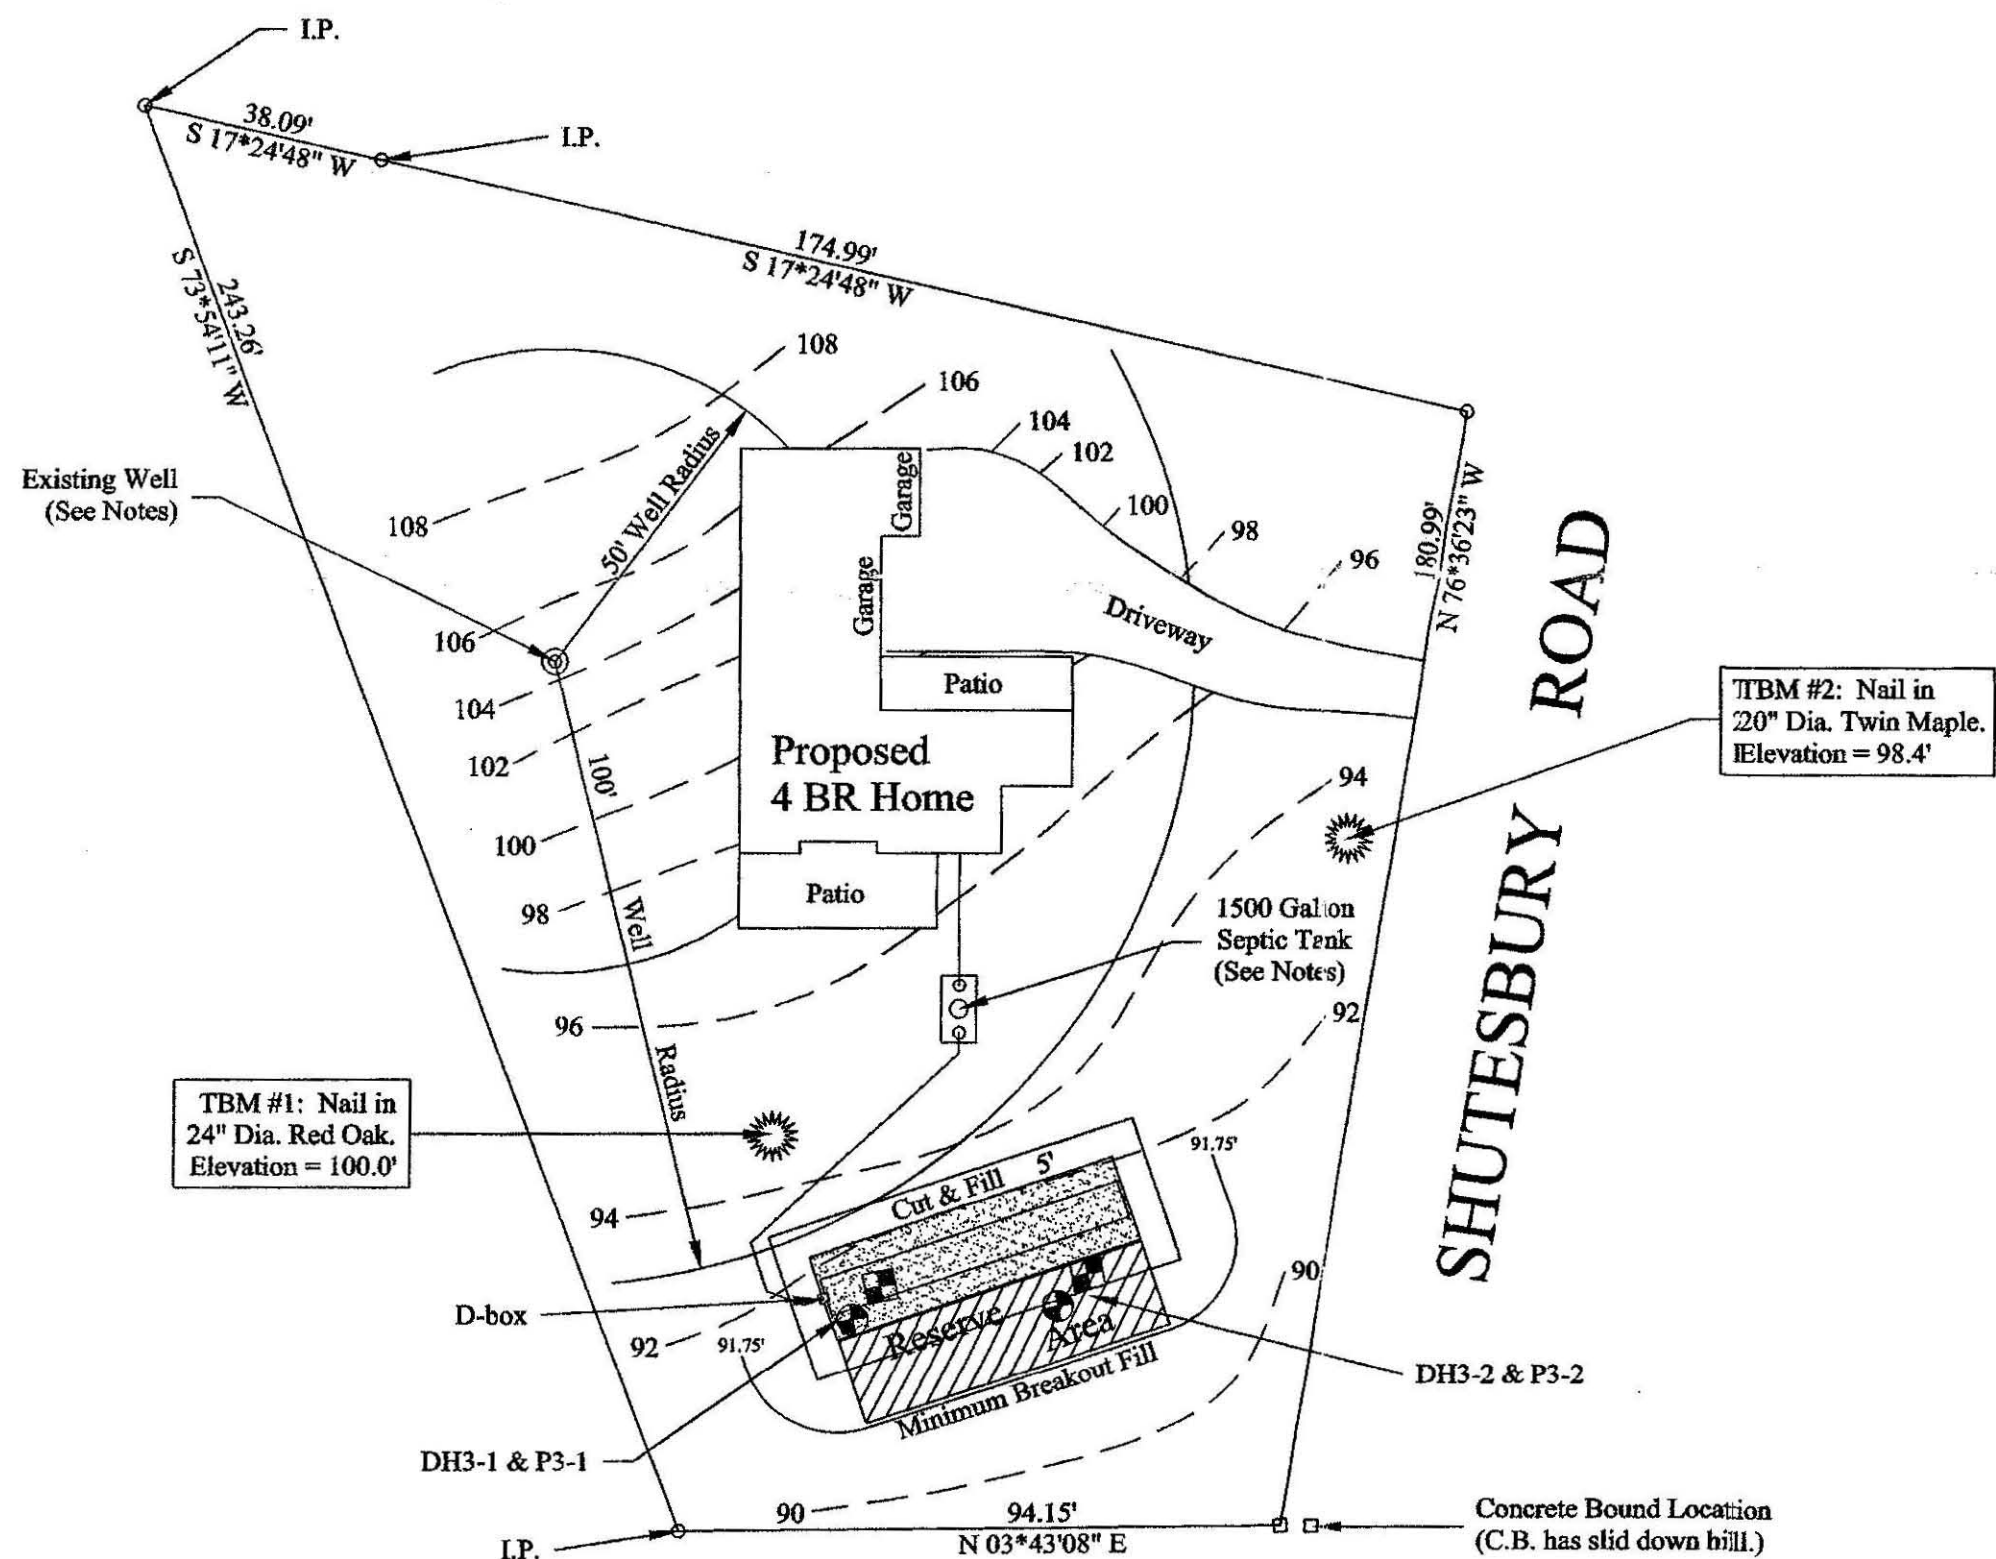 I.P.
38.09'
S 17*24'48" W
I.P.
174.99'
S 17*24'48" W
243.26'
S 73*54'11" W
108
106
104
102
100
98
96
Existing Well
(See Notes)
108
50' Well Radius
Garage
Garage
Driveway
180.99'
N 76*36'23" W
SHUTESBURY ROAD
106
104
102
100
98
Patio
Proposed
4 BR Home
Patio
100' Well Radius
TBM #2: Nail in
20" Dia. Twin Maple.
Elevation = 98.4'
94
1500 Gallon
Septic Tank
(See Notes)
96
92
TBM #1: Nail in
24" Dia. Red Oak.
Elevation = 100.0'
91.75'
Cut & Fill 5'
94
90
D-box
92
91.75'
Reserve Area
Minimum Breakout Fill
DH3-2 & P3-2
DH3-1 & P3-1
90
94.15'
N 03*43'08" E
I.P.
Concrete Bound Location
(C.B. has slid down hill.)